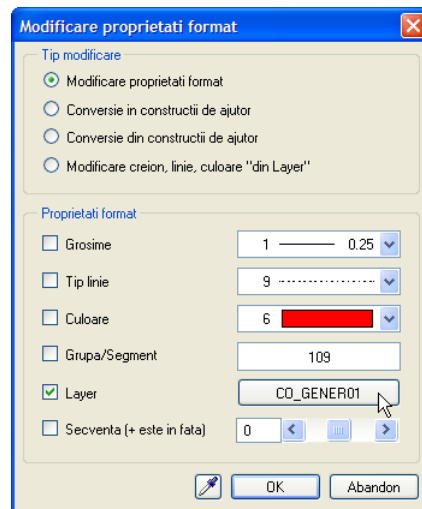 Modificare proprietati format
Tip modificare
Modificare proprietati format
Conversie in constructii de ajutor
Conversie din constructii de ajutor
Modificare creion, linie, culoare "din Layer"
Proprietati format
Grosime 1 0.25
Tip linie 9
Culoare 6
Grupa/Segment 109
Layer CO_GENER01
Secventa (+ este in fata) 0
OK Abandon